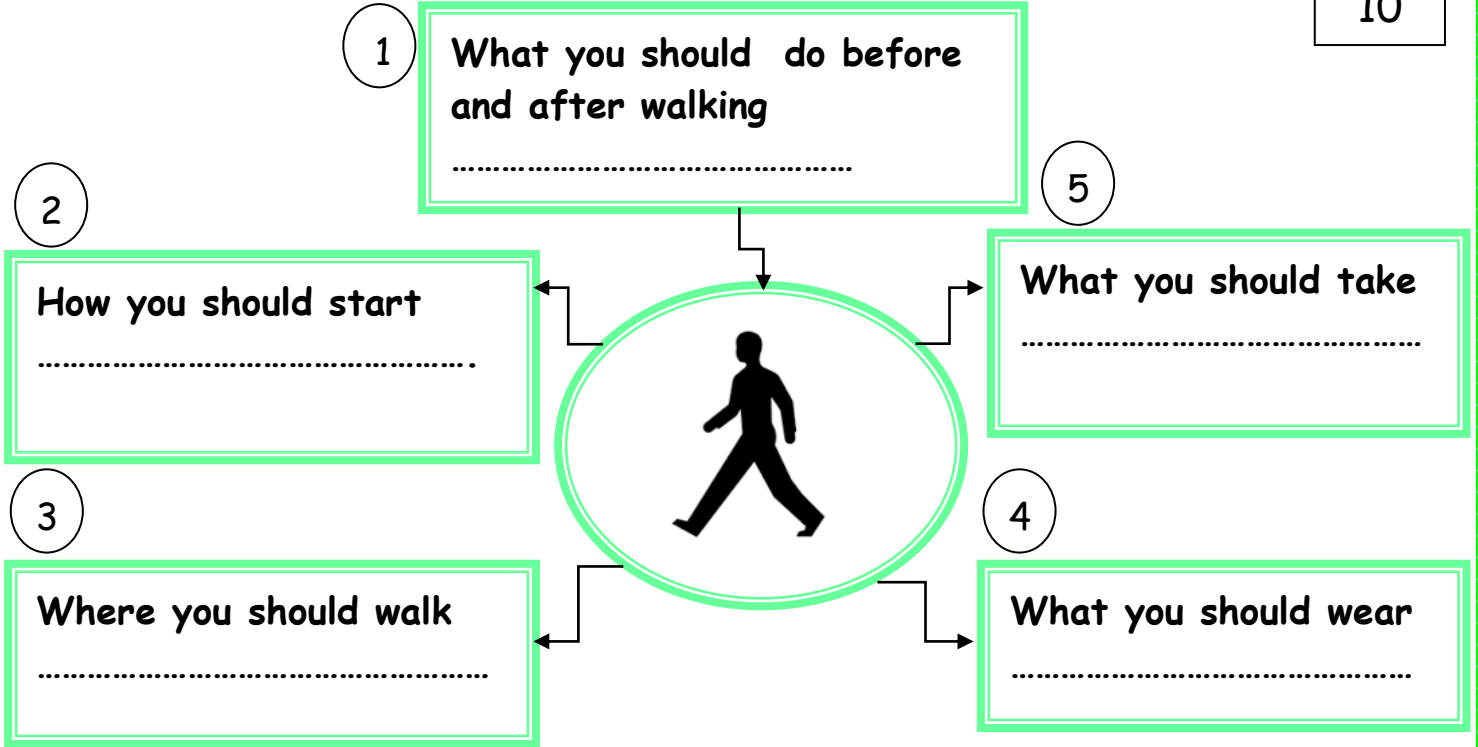 10
1
What you should do before
and after walking
…………………………………………
2
How you should start
…………………………………………….
3
Where you should walk
………………………………………………
5
What you should take
…………………………………………
4
What you should wear
…………………………………………